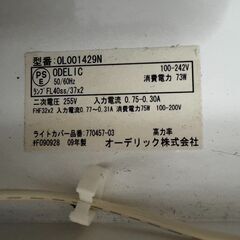 型番:OL001429N
PSE
ODELIC
50/60Hz
100-242V
消費電力 73W
ランプ FL40ss/37x2
二次電圧 255V 入力電流 0.75-0.30A
FHF32x2 入力電流0.77~0.31A 消費電力75W 100-200V
ライトカバー品番 770457-03 高力率
#F090928 09年製 オーデリック株式会社